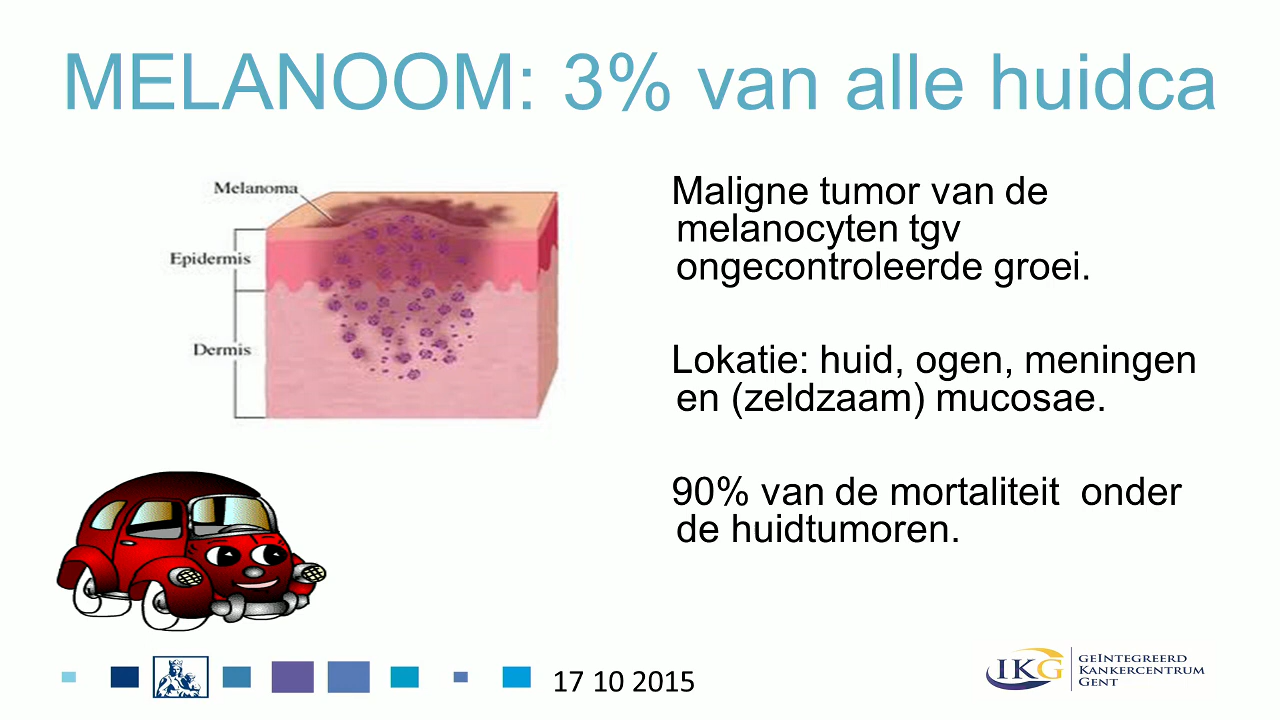 MELANOOM: 3% van alle huidca
Melanoma
Epidermis
Dermis
Maligne tumor van de
melanocyten tgv
ongecontroleerde groei.
Lokatie: huid, ogen, meningen
en (zeldzaam) mucosae.
90% van de mortaliteit onder
de huidtumoren.
17 10 2015
IKG
GEÏNTEGREERD
KANKERCENTRUM
GENT